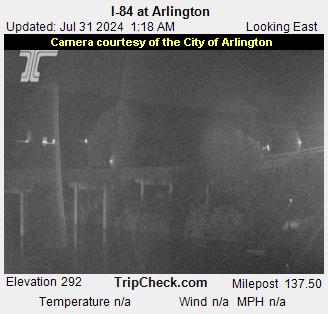 I-84 at Arlington
Updated: Jul 31 2024 1:18 AM Looking East
Camera courtesy of the City of Arlington
Elevation 292 TripCheck.com Milepost 137.50
Temperature n/a Wind n/a MPH n/a